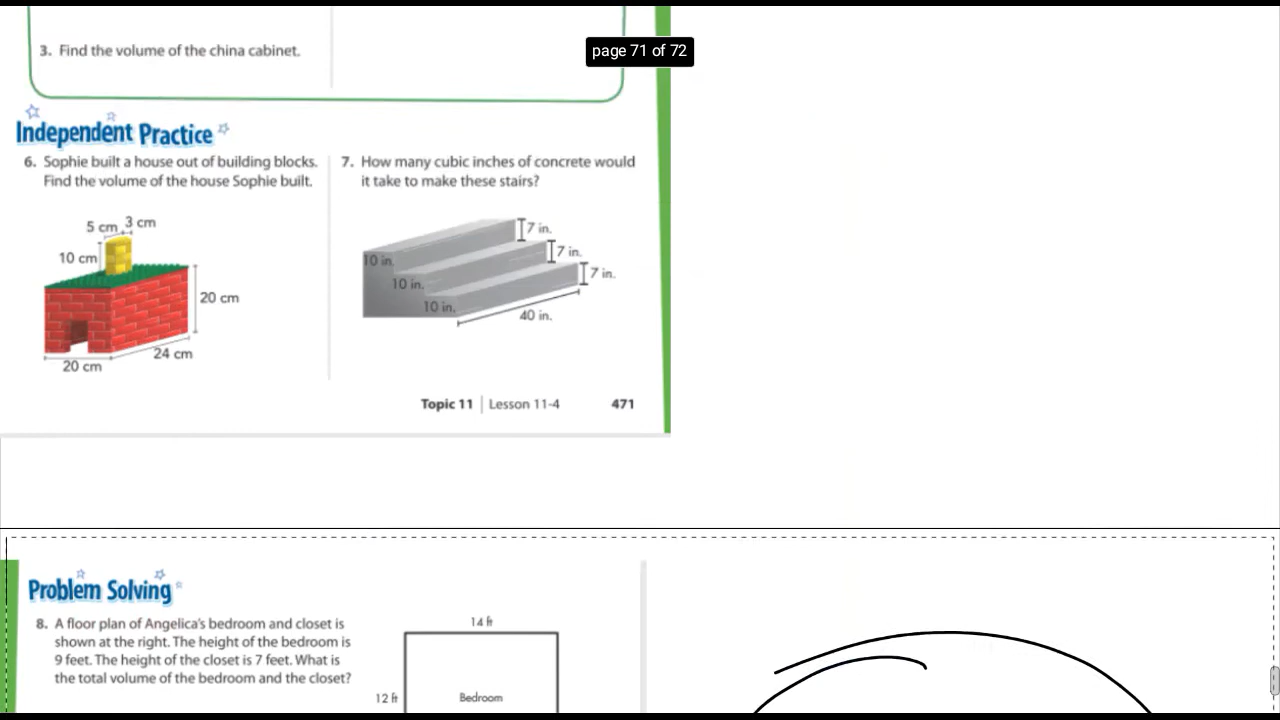 3. Find the volume of the china cabinet.
page 71 of 72
Independent Practice
6. Sophie built a house out of building blocks.
Find the volume of the house Sophie built.
5 cm 3 cm
10 cm
20 cm
24 cm
20 cm
7. How many cubic inches of concrete would
it take to make these stairs?
7 in.
7 in.
7 in.
10 in.
10 in.
10 in.
40 in.
Topic 11 | Lesson 11-4 471
Problem Solving
8. A floor plan of Angelica's bedroom and closet is
shown at the right. The height of the bedroom is
9 feet. The height of the closet is 7 feet. What is
the total volume of the bedroom and the closet?
14 ft
12 ft
Bedroom